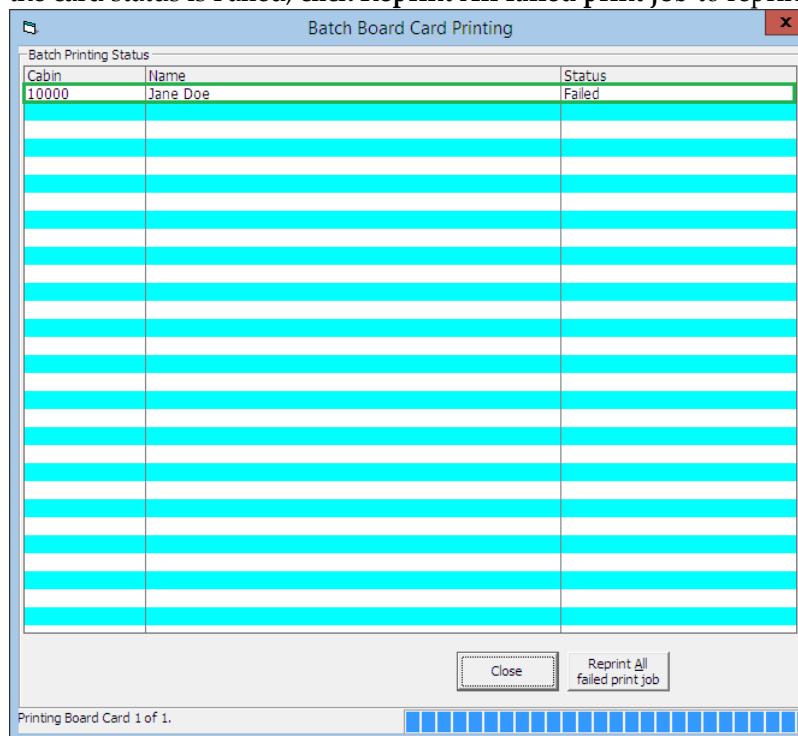 the card status is Failed, click Reprint All failed print job to reprint
Batch Board Card Printing
x
Batch Printing Status
Cabin Name Status
10000 Jane Doe Failed
Close
Reprint All
failed print job
Printing Board Card 1 of 1.